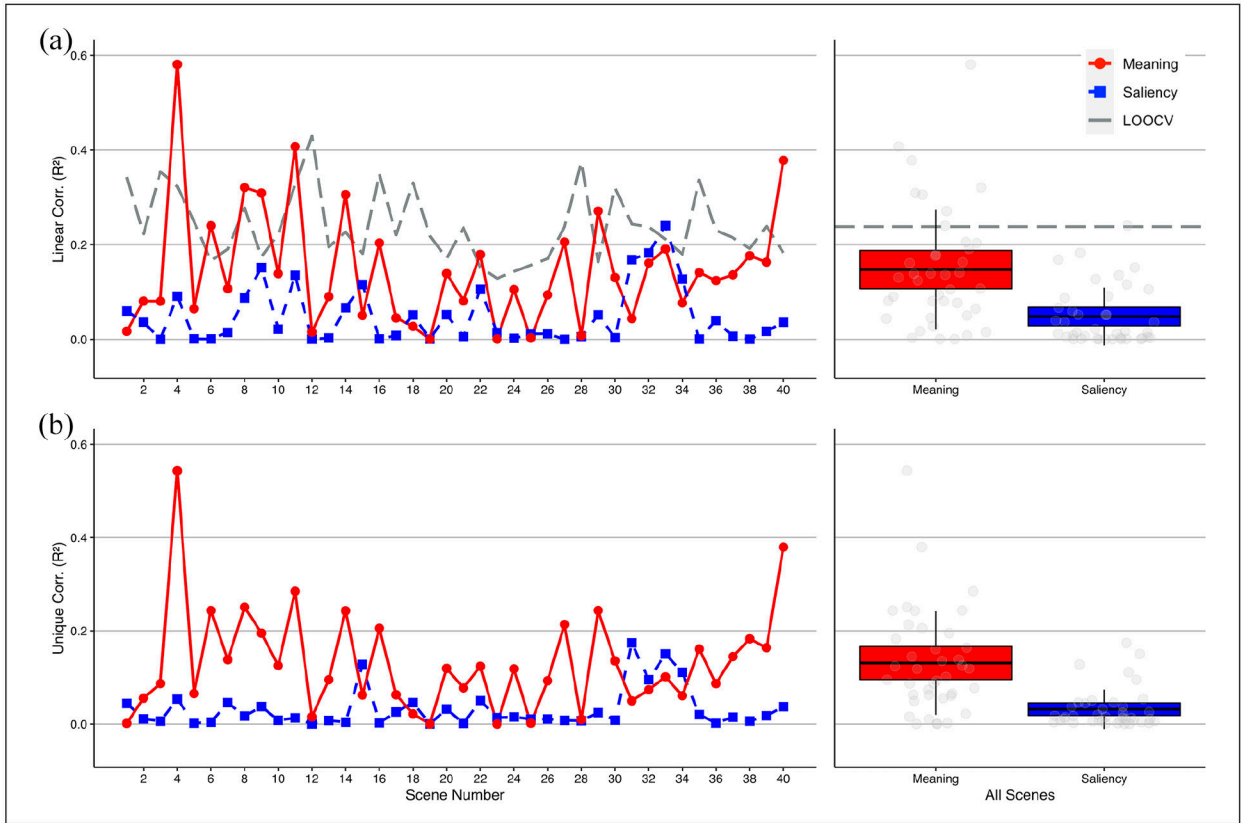 (a)
Linear Corr. (R²)
0.6
0.4
0.2
0.0
2 4 6 8 10 12 14 16 18 20 22 24 26 28 30 32 34 36 38 40
Meaning
Saliency
LOOCV
Meaning Saliency
(b)
Unique Corr. (R²)
0.6
0.4
0.2
0.0
2 4 6 8 10 12 14 16 18 20 22 24 26 28 30 32 34 36 38 40
Scene Number
Meaning Saliency
All Scenes